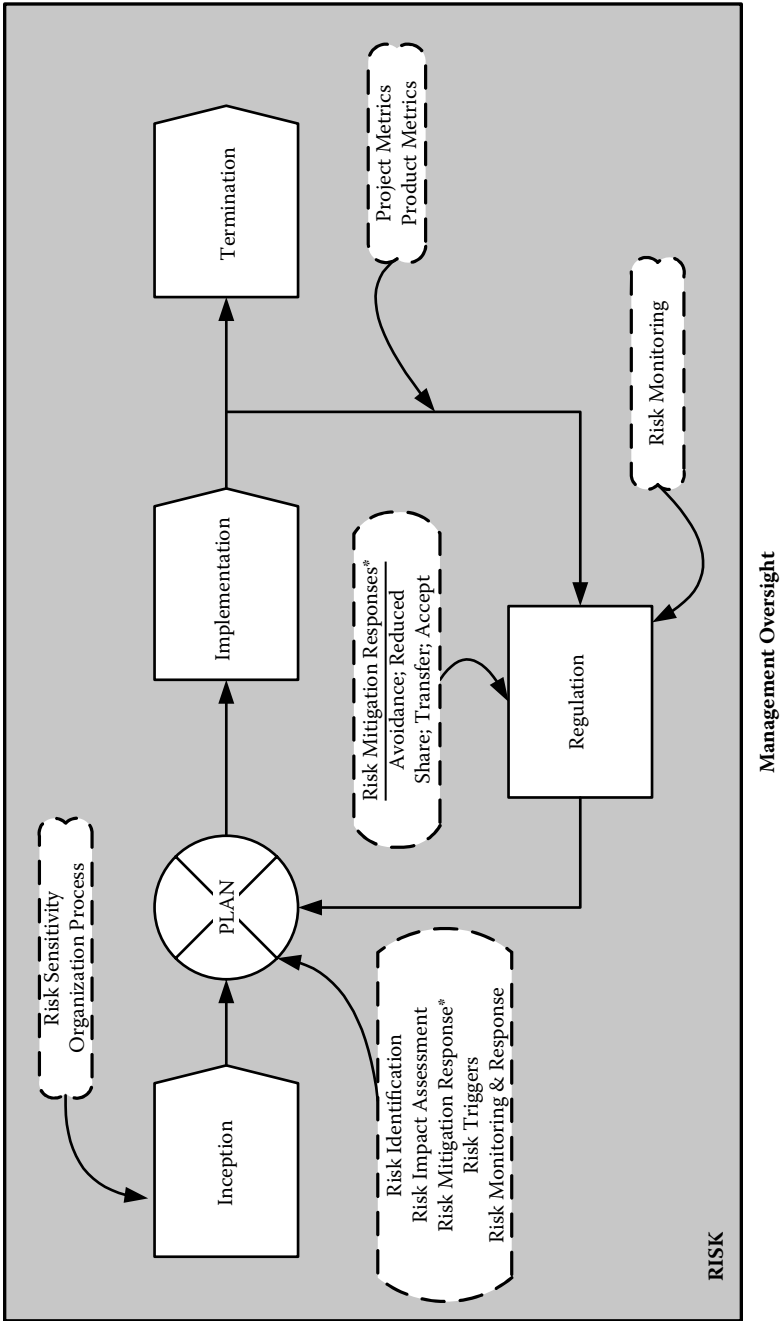 Risk Sensitivity
Organization Process
Inception
PLAN
Implementation
Termination
Risk Identification
Risk Impact Assessment
Risk Mitigation Response*
Risk Triggers
Risk Monitoring & Response
Risk Mitigation Responses*
Avoidance; Reduced
Share; Transfer; Accept
Project Metrics
Product Metrics
Regulation
Risk Monitoring
RISK
Management Oversight